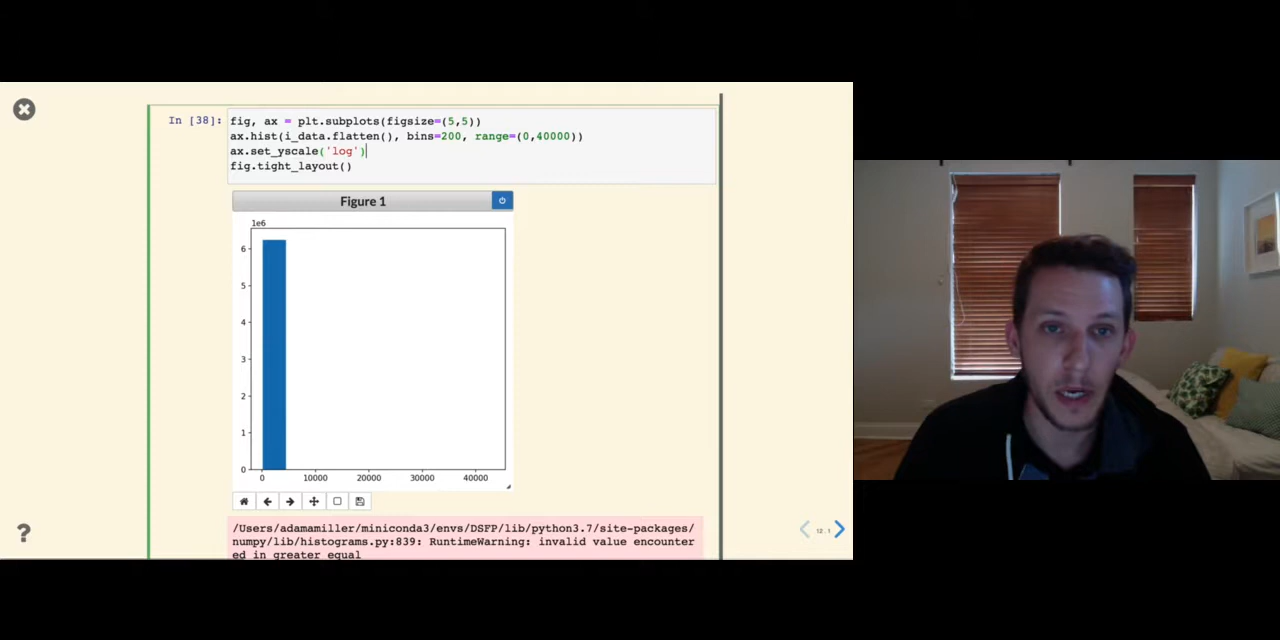 In [38]:
fig, ax = plt.subplots(figsize=(5,5))
ax.hist(i_data.flatten(), bins=200, range=(0,40000))
ax.set_yscale('log')
fig.tight_layout()
Figure 1
1e6
6
5
4
3
2
1
0
0 10000 20000 30000 40000
/Users/adamamiller/miniconda3/envs/DSFP/lib/python3.7/site-packages/
numpy/lib/histograms.py:839: RuntimeWarning: invalid value encounter
ed in greater_equal
?
12.1